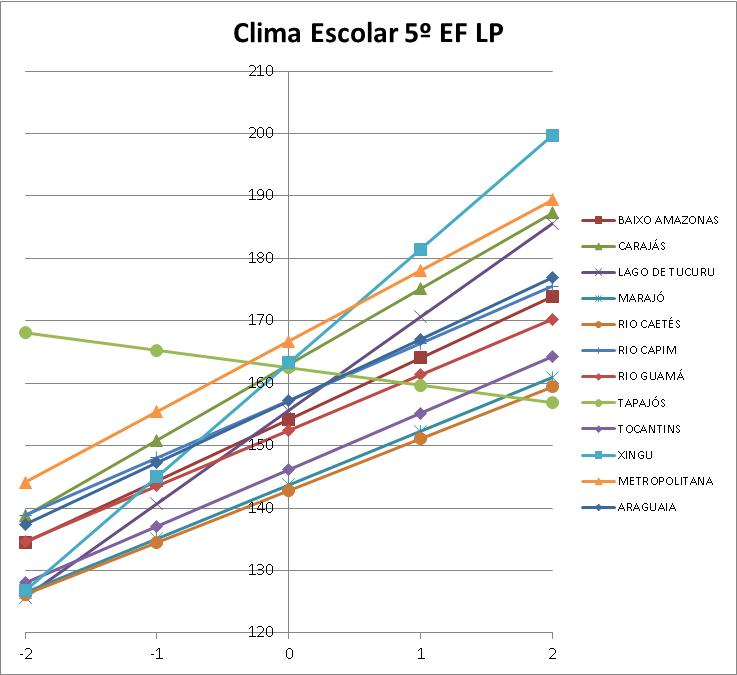 Clima Escolar 5º EF LP
210
200
190
180
170
160
150
140
130
120
-2 -1 0 1 2
BAIXO AMAZONAS
CARAJÁS
LAGO DE TUCURU
MARAJÓ
RIO CAETÉS
RIO CAPIM
RIO GUAMÁ
TAPAJÓS
TOCANTINS
XINGU
METROPOLITANA
ARAGUAIA